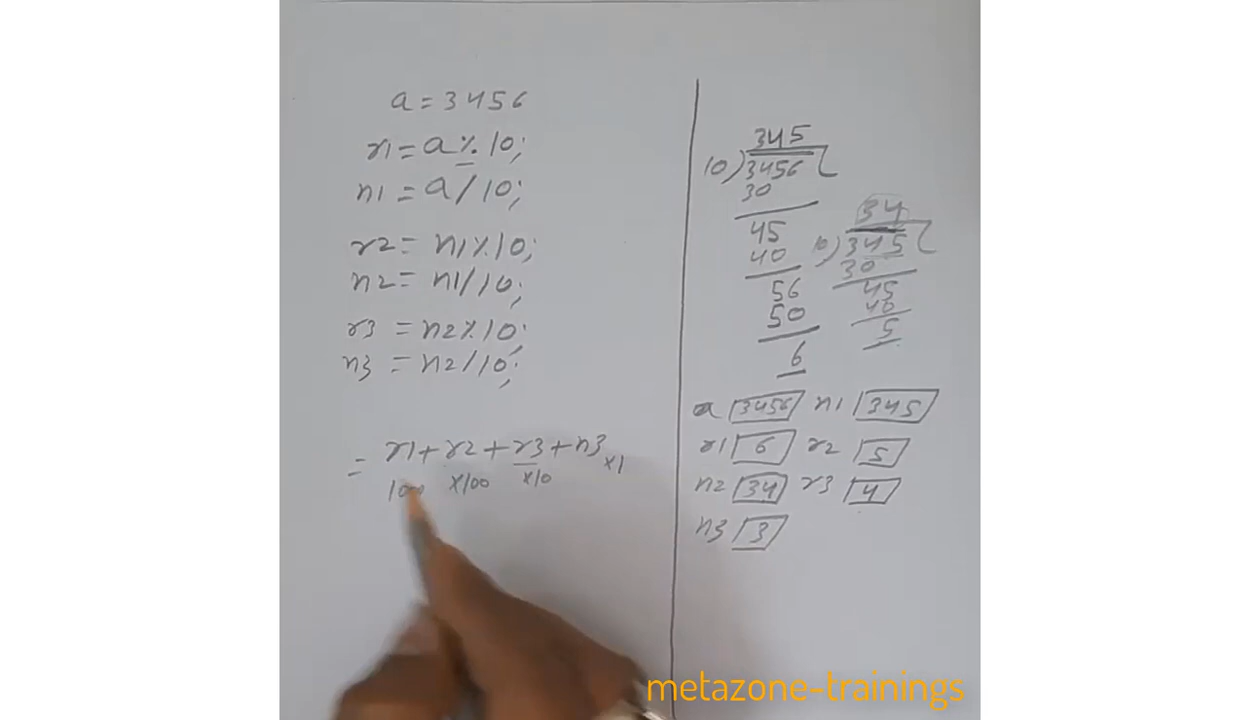 a = 3456
r1 = a % 10;
n1 = a / 10;
r2 = n1 % 10;
n2 = n1 / 10;
r3 = n2 % 10;
n3 = n2 / 10;
= r1 + r2 + r3 + n3 x1
1000 x100 x10
345
10) 3456 (
30
45
40
56
50
6
34
10) 345 (
30
45
40
5
a 3456 n1 345
r1 6 r2 5
n2 34 r3 4
n3 3
metazone-trainings